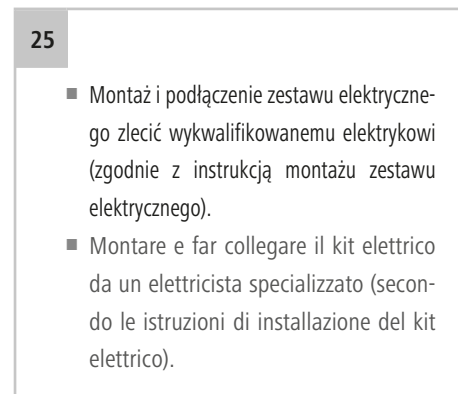 25
■ Montaż i podłączenie zestawu elektryczne-
go zlecić wykwalifikowanemu elektrykowi
(zgodnie z instrukcją montażu zestawu
elektrycznego).
■ Montare e far collegare il kit elettrico
da un elettricista specializzato (secon-
do le istruzioni di installazione del kit
elettrico).